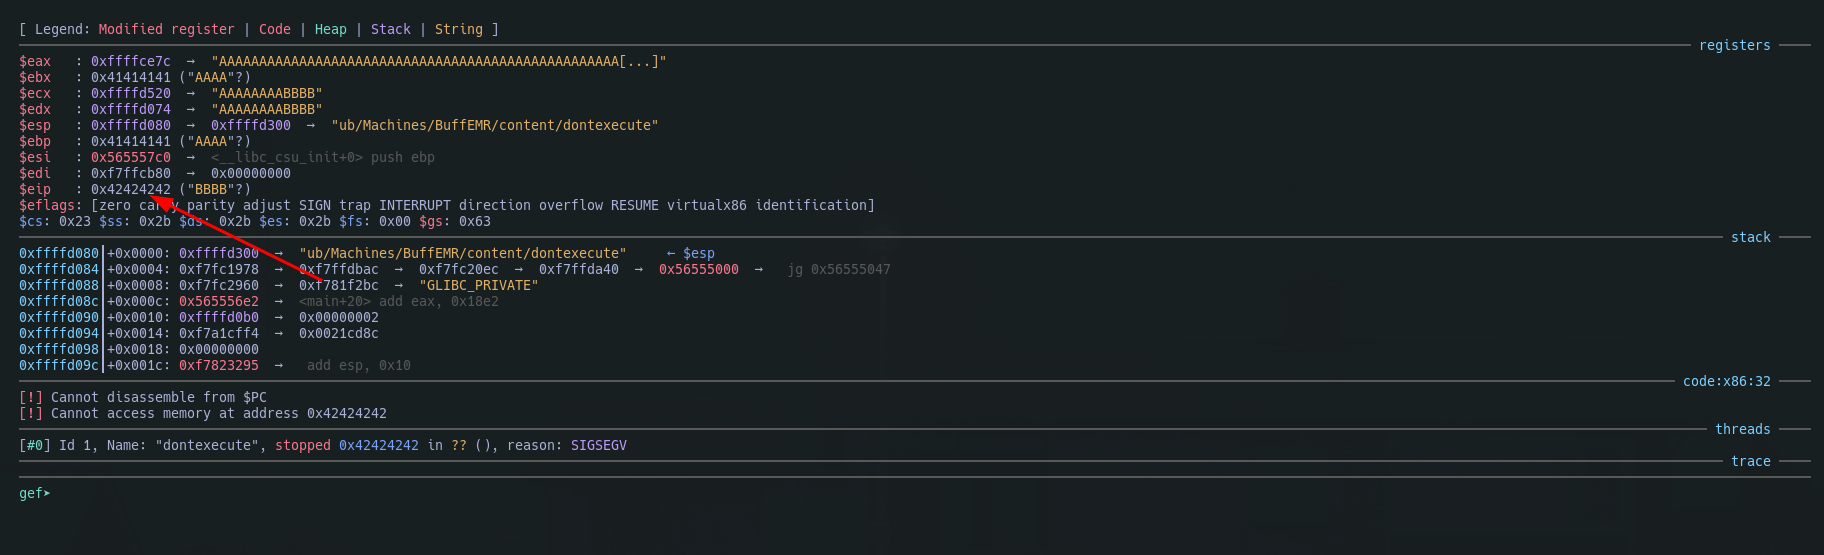 [ Legend: Modified register | Code | Heap | Stack | String ]
registers
$eax   : 0xffffce7c  →  "AAAAAAAAAAAAAAAAAAAAAAAAAAAAAAAAAAAAAAAAAAAAAAAAAA[...]"
$ebx   : 0x41414141 ("AAAA"?)
$ecx   : 0xffffd520  →  "AAAAAAAABBBB"
$edx   : 0xffffd074  →  "AAAAAAAABBBB"
$esp   : 0xffffd080  →  0xffffd300  →  "ub/Machines/BuffEMR/content/dontexecute"
$ebp   : 0x41414141 ("AAAA"?)
$esi   : 0x565557c0  →  <__libc_csu_init+0> push ebp
$edi   : 0xf7ffcb80  →  0x00000000
$eip   : 0x42424242 ("BBBB"?)
$eflags: [zero carry parity adjust SIGN trap INTERRUPT direction overflow RESUME virtualx86 identification]
$cs: 0x23 $ss: 0x2b $ds: 0x2b $es: 0x2b $fs: 0x00 $gs: 0x63
stack
0xffffd080│+0x0000: 0xffffd300  →  "ub/Machines/BuffEMR/content/dontexecute"     ← $esp
0xffffd084│+0x0004: 0xf7fc1978  →  0xf7ffdbac  →  0xf7fc20ec  →  0xf7ffda40  →  0x56555000  →   jg 0x56555047
0xffffd088│+0x0008: 0xf7fc2960  →  0xf781f2bc  →  "GLIBC_PRIVATE"
0xffffd08c│+0x000c: 0x565556e2  →  <main+20> add eax, 0x18e2
0xffffd090│+0x0010: 0xffffd0b0  →  0x00000002
0xffffd094│+0x0014: 0xf7a1cff4  →  0x0021cd8c
0xffffd098│+0x0018: 0x00000000
0xffffd09c│+0x001c: 0xf7823295  →   add esp, 0x10
code:x86:32
[!] Cannot disassemble from $PC
[!] Cannot access memory at address 0x42424242
threads
[#0] Id 1, Name: "dontexecute", stopped 0x42424242 in ?? (), reason: SIGSEGV
trace
gef➤